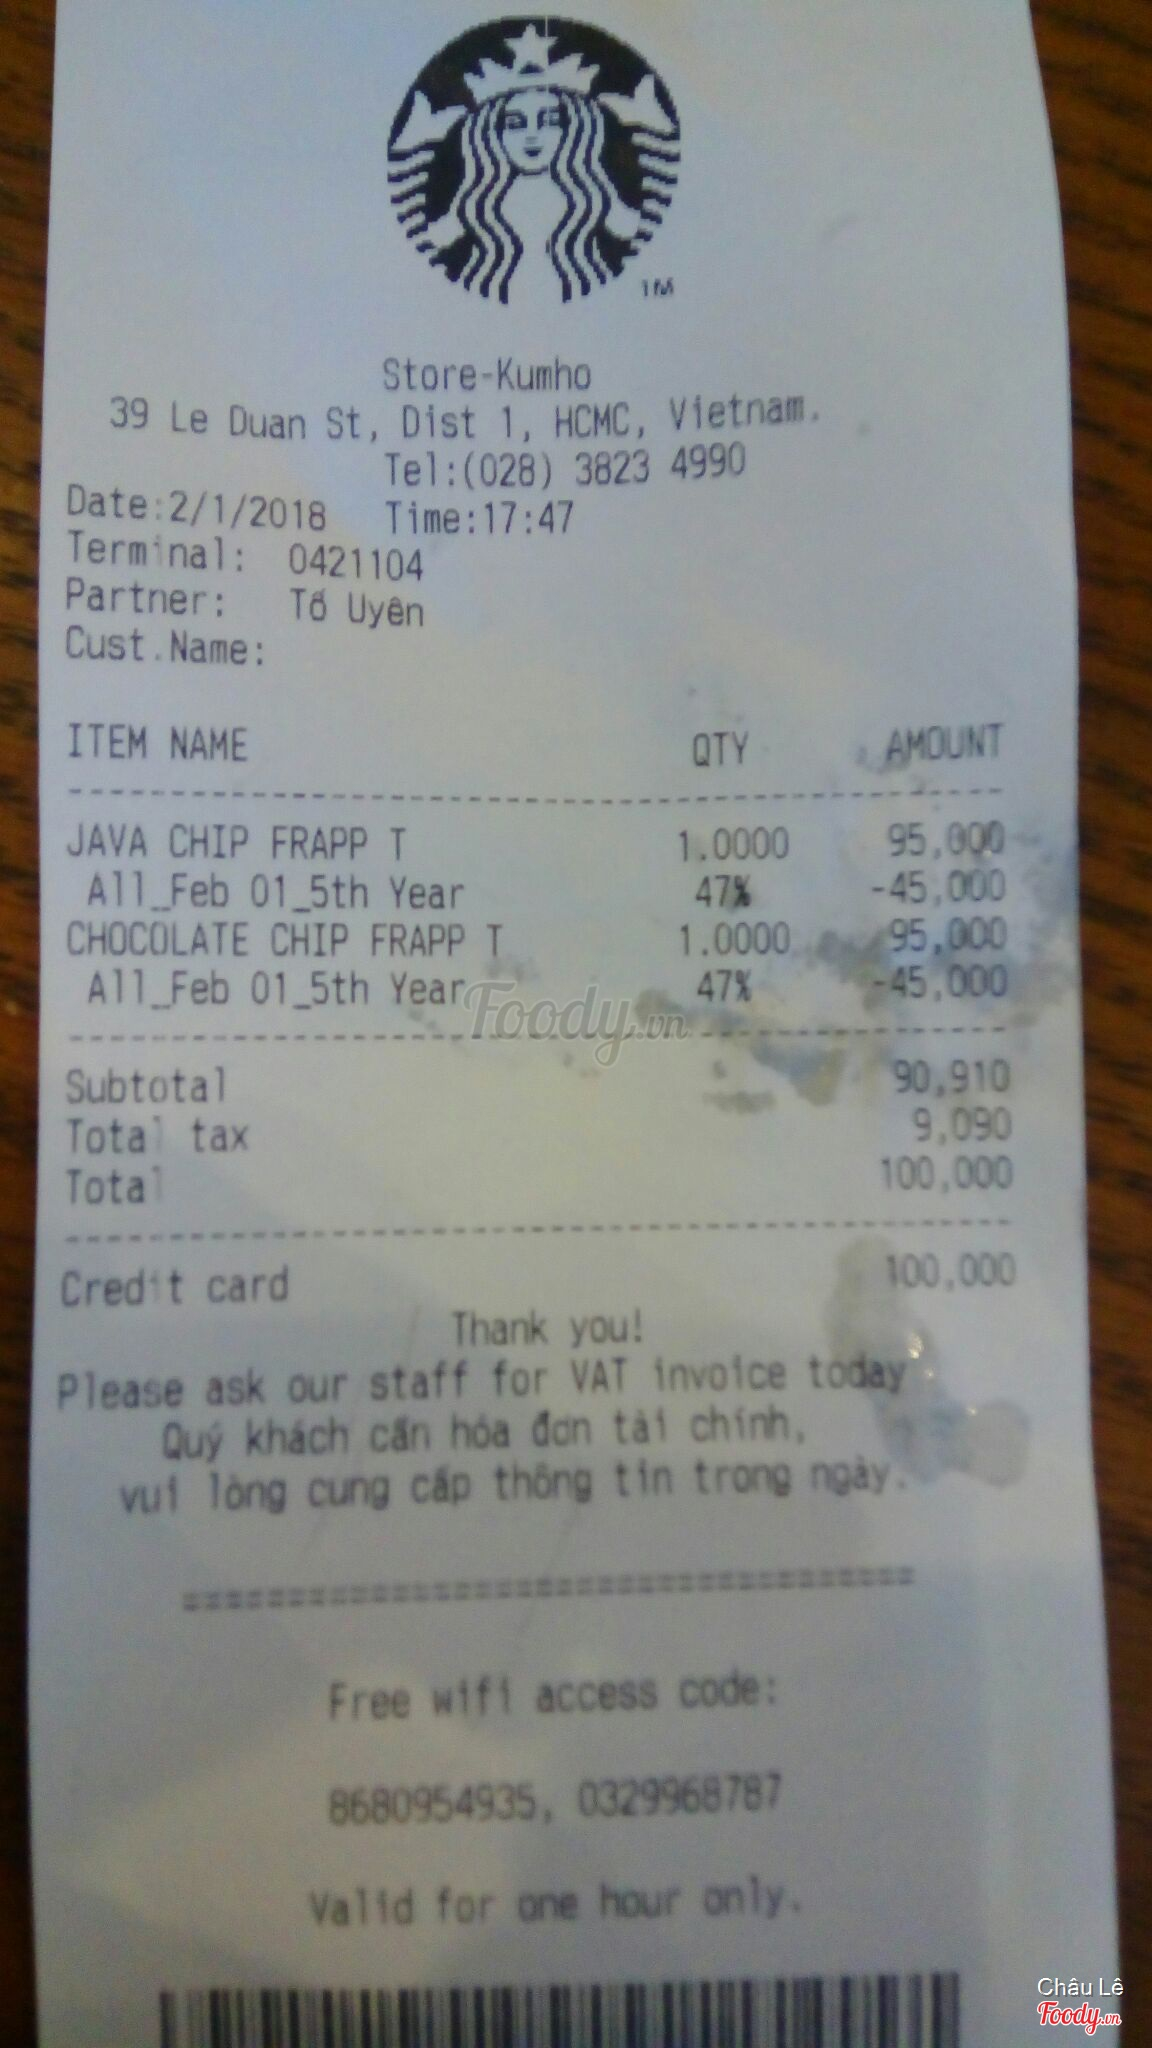 TM
Store-Kumho
39 Le Duan St, Dist 1, HCMC, Vietnam.
Tel:(028) 3823 4990
Date:2/1/2018 Time:17:47
Terminal: 0421104
Partner: Tố Uyên
Cust.Name:
ITEM NAME QTY AMOUNT
JAVA CHIP FRAPP T 1.0000 95,000
All_Feb 01_5th Year 47% -45,000
CHOCOLATE CHIP FRAPP T 1.0000 95,000
All_Feb 01_5th Year 47% -45,000
Foody.vn
Subtotal 90,910
Total tax 9,090
Total 100,000
Credit card 100,000
Thank you!
Please ask our staff for VAT invoice today
Quý khách cần hóa đơn tài chính,
vui lòng cung cấp thông tin trong ngày.
===================================
Free wifi access code:
8680954935, 0329968787
Valid for one hour only.
Châu Lê
Foody.vn